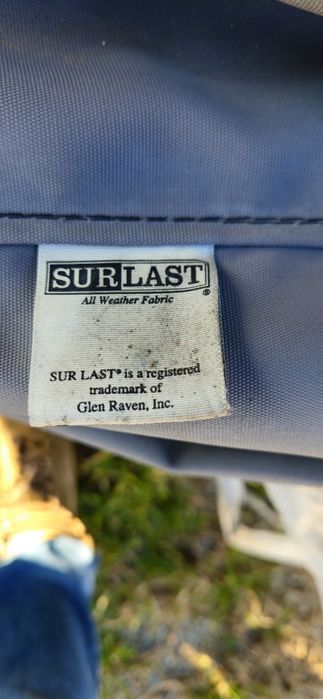 SURLAST®
All Weather Fabric
SUR LAST® is a registered
trademark of
Glen Raven, Inc.